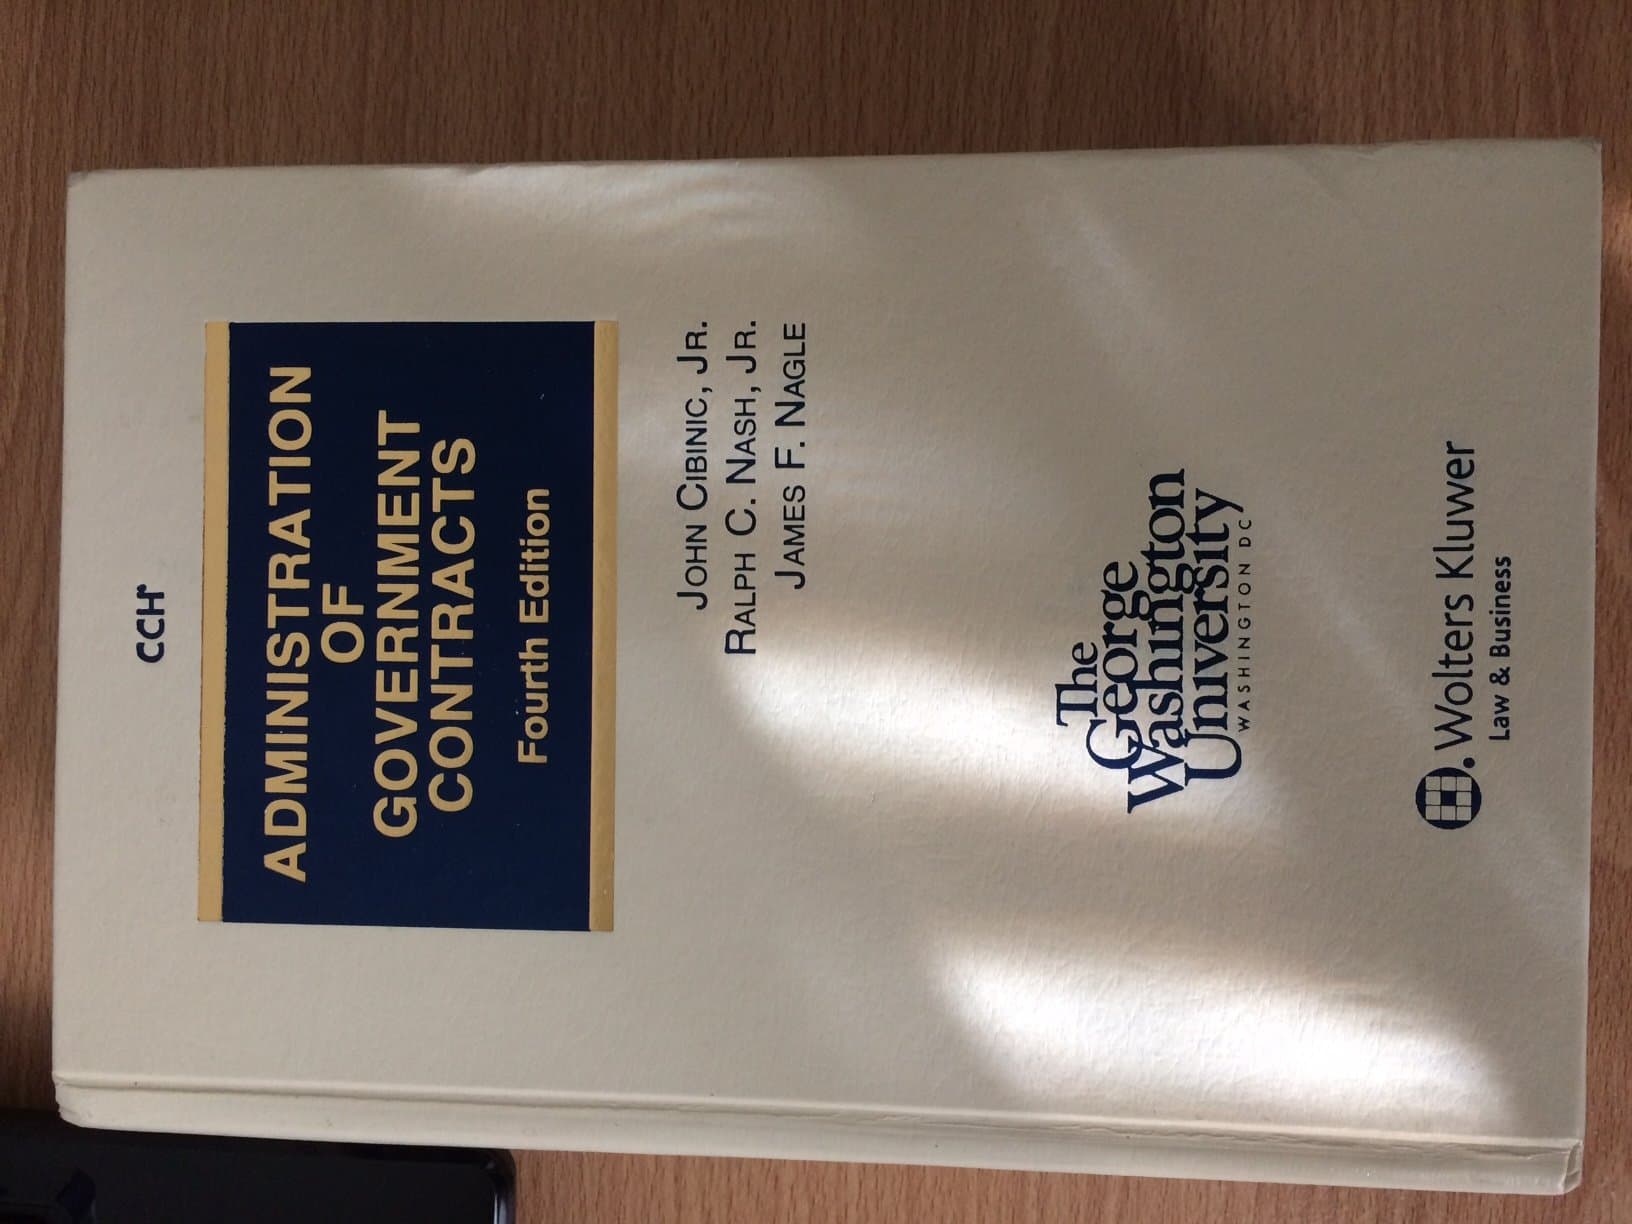 CCH
ADMINISTRATION
OF
GOVERNMENT
CONTRACTS
Fourth Edition
JOHN CIBINIC, JR.
RALPH C. NASH, JR.
JAMES F. NAGLE
The
George
Washington
University
WASHINGTON DC
Wolters Kluwer
Law & Business